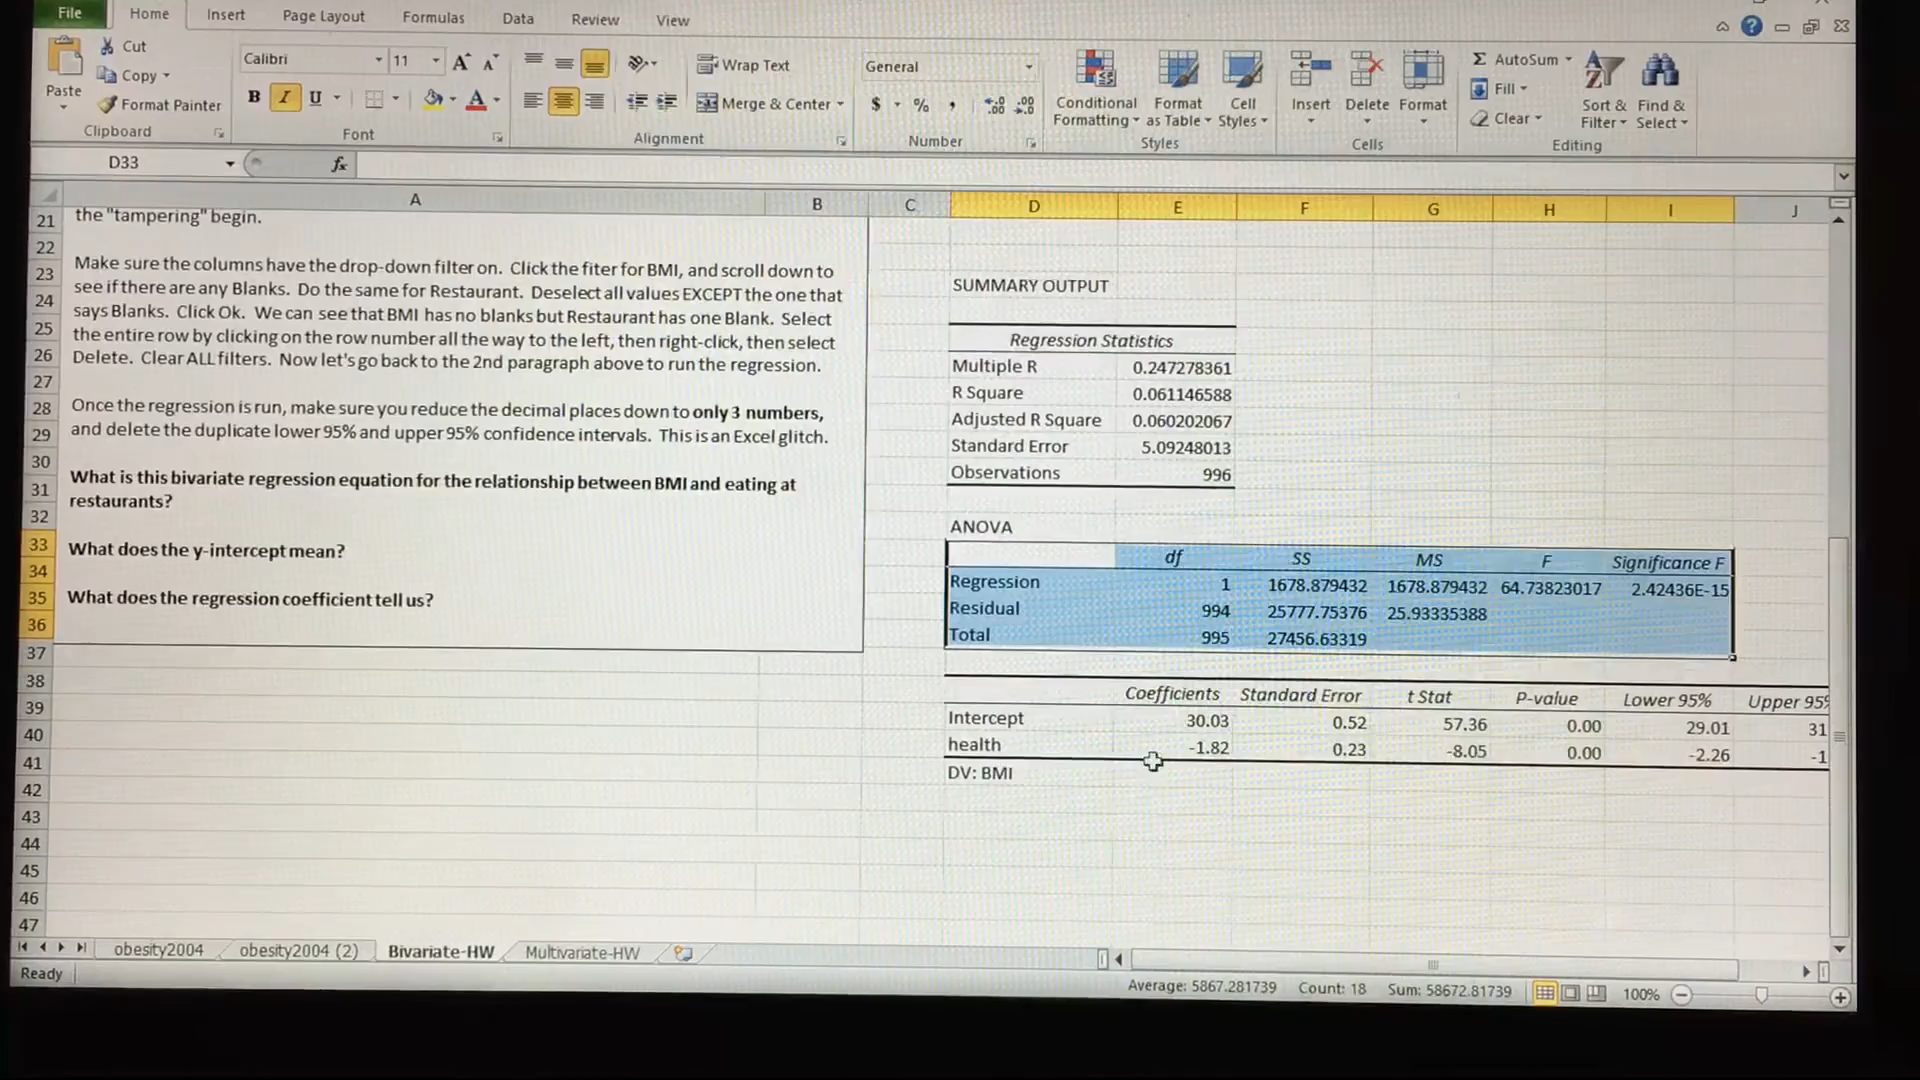 File Home Insert Page Layout Formulas Data Review View
Cut
Copy
Format Painter
Paste
Clipboard
Calibri 11 A A
B I U A
Font
Wrap Text
Merge & Center
Alignment
General
$ % ,
Number
Conditional Formatting
Format as Table
Cell Styles
Styles
Insert Delete Format
Cells
Σ AutoSum
Fill
Clear
Sort & Filter
Find & Select
Editing
D33 fx
A B C D E F G H I J
21 the "tampering" begin.
22
23 Make sure the columns have the drop-down filter on. Click the fiter for BMI, and scroll down to
see if there are any Blanks. Do the same for Restaurant. Deselect all values EXCEPT the one that
24 says Blanks. Click Ok. We can see that BMI has no blanks but Restaurant has one Blank. Select
25 the entire row by clicking on the row number all the way to the left, then right-click, then select
26 Delete. Clear ALL filters. Now let's go back to the 2nd paragraph above to run the regression.
27
28 Once the regression is run, make sure you reduce the decimal places down to only 3 numbers,
29 and delete the duplicate lower 95% and upper 95% confidence intervals. This is an Excel glitch.
30
31 What is this bivariate regression equation for the relationship between BMI and eating at
restaurants?
32
33 What does the y-intercept mean?
34
35 What does the regression coefficient tell us?
36
37
38
39
40
41
42
43
44
45
46
47
SUMMARY OUTPUT
Regression Statistics
Multiple R 0.247278361
R Square 0.061146588
Adjusted R Square 0.060202067
Standard Error 5.09248013
Observations 996
ANOVA
df SS MS F Significance F
Regression 1 1678.879432 1678.879432 64.73823017 2.42436E-15
Residual 994 25777.75376 25.93335388
Total 995 27456.63319
Coefficients Standard Error t Stat P-value Lower 95% Upper 95%
Intercept 30.03 0.52 57.36 0.00 29.01 31
health -1.82 0.23 -8.05 0.00 -2.26 -1
DV: BMI
obesity2004 obesity2004 (2) Bivariate-HW Multivariate-HW
Ready Average: 5867.281739 Count: 18 Sum: 58672.81739 100%